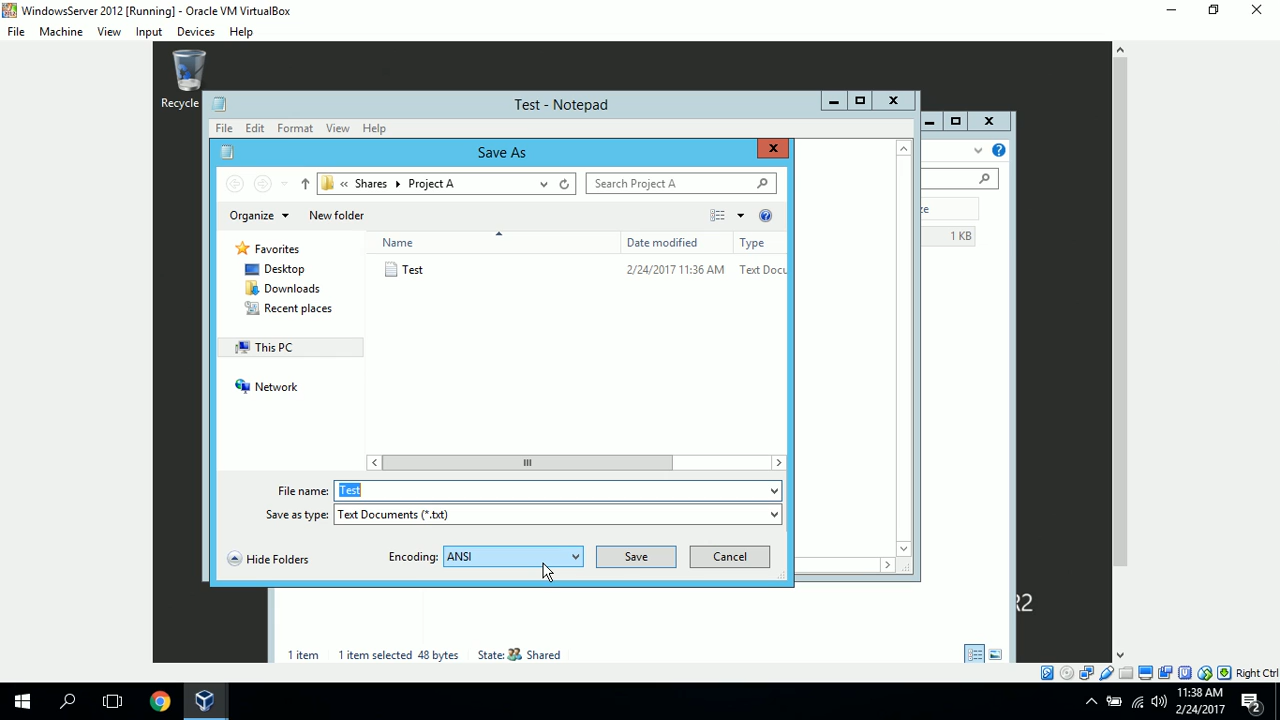 WindowsServer 2012 [Running] - Oracle VM VirtualBox
File Machine View Input Devices Help
Recycle
Test - Notepad
File Edit Format View Help
Save As
« Shares Project A
Search Project A
Organize New folder
ze
Name Date modified Type
1 KB
Favorites
Desktop
Downloads
Recent places
This PC
Network
Test 2/24/2017 11:36 AM Text Docu
File name: Test
Save as type: Text Documents (*.txt)
Hide Folders Encoding: ANSI Save Cancel
R2
1 item 1 item selected 48 bytes State: Shared
Right Ctrl
11:38 AM
2/24/2017
2